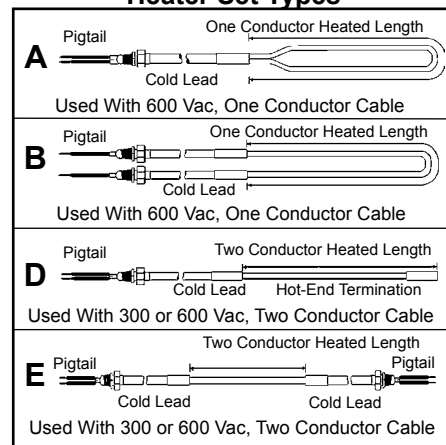 Heater Set Types
A
Pigtail
One Conductor Heated Length
Cold Lead
Used With 600 Vac, One Conductor Cable
B
Pigtail
One Conductor Heated Length
Cold Lead
Used With 600 Vac, One Conductor Cable
D
Pigtail
Two Conductor Heated Length
Cold Lead
Hot-End Termination
Used With 300 or 600 Vac, Two Conductor Cable
E
Two Conductor Heated Length
Pigtail
Pigtail
Cold Lead
Cold Lead
Used With 300 or 600 Vac, Two Conductor Cable